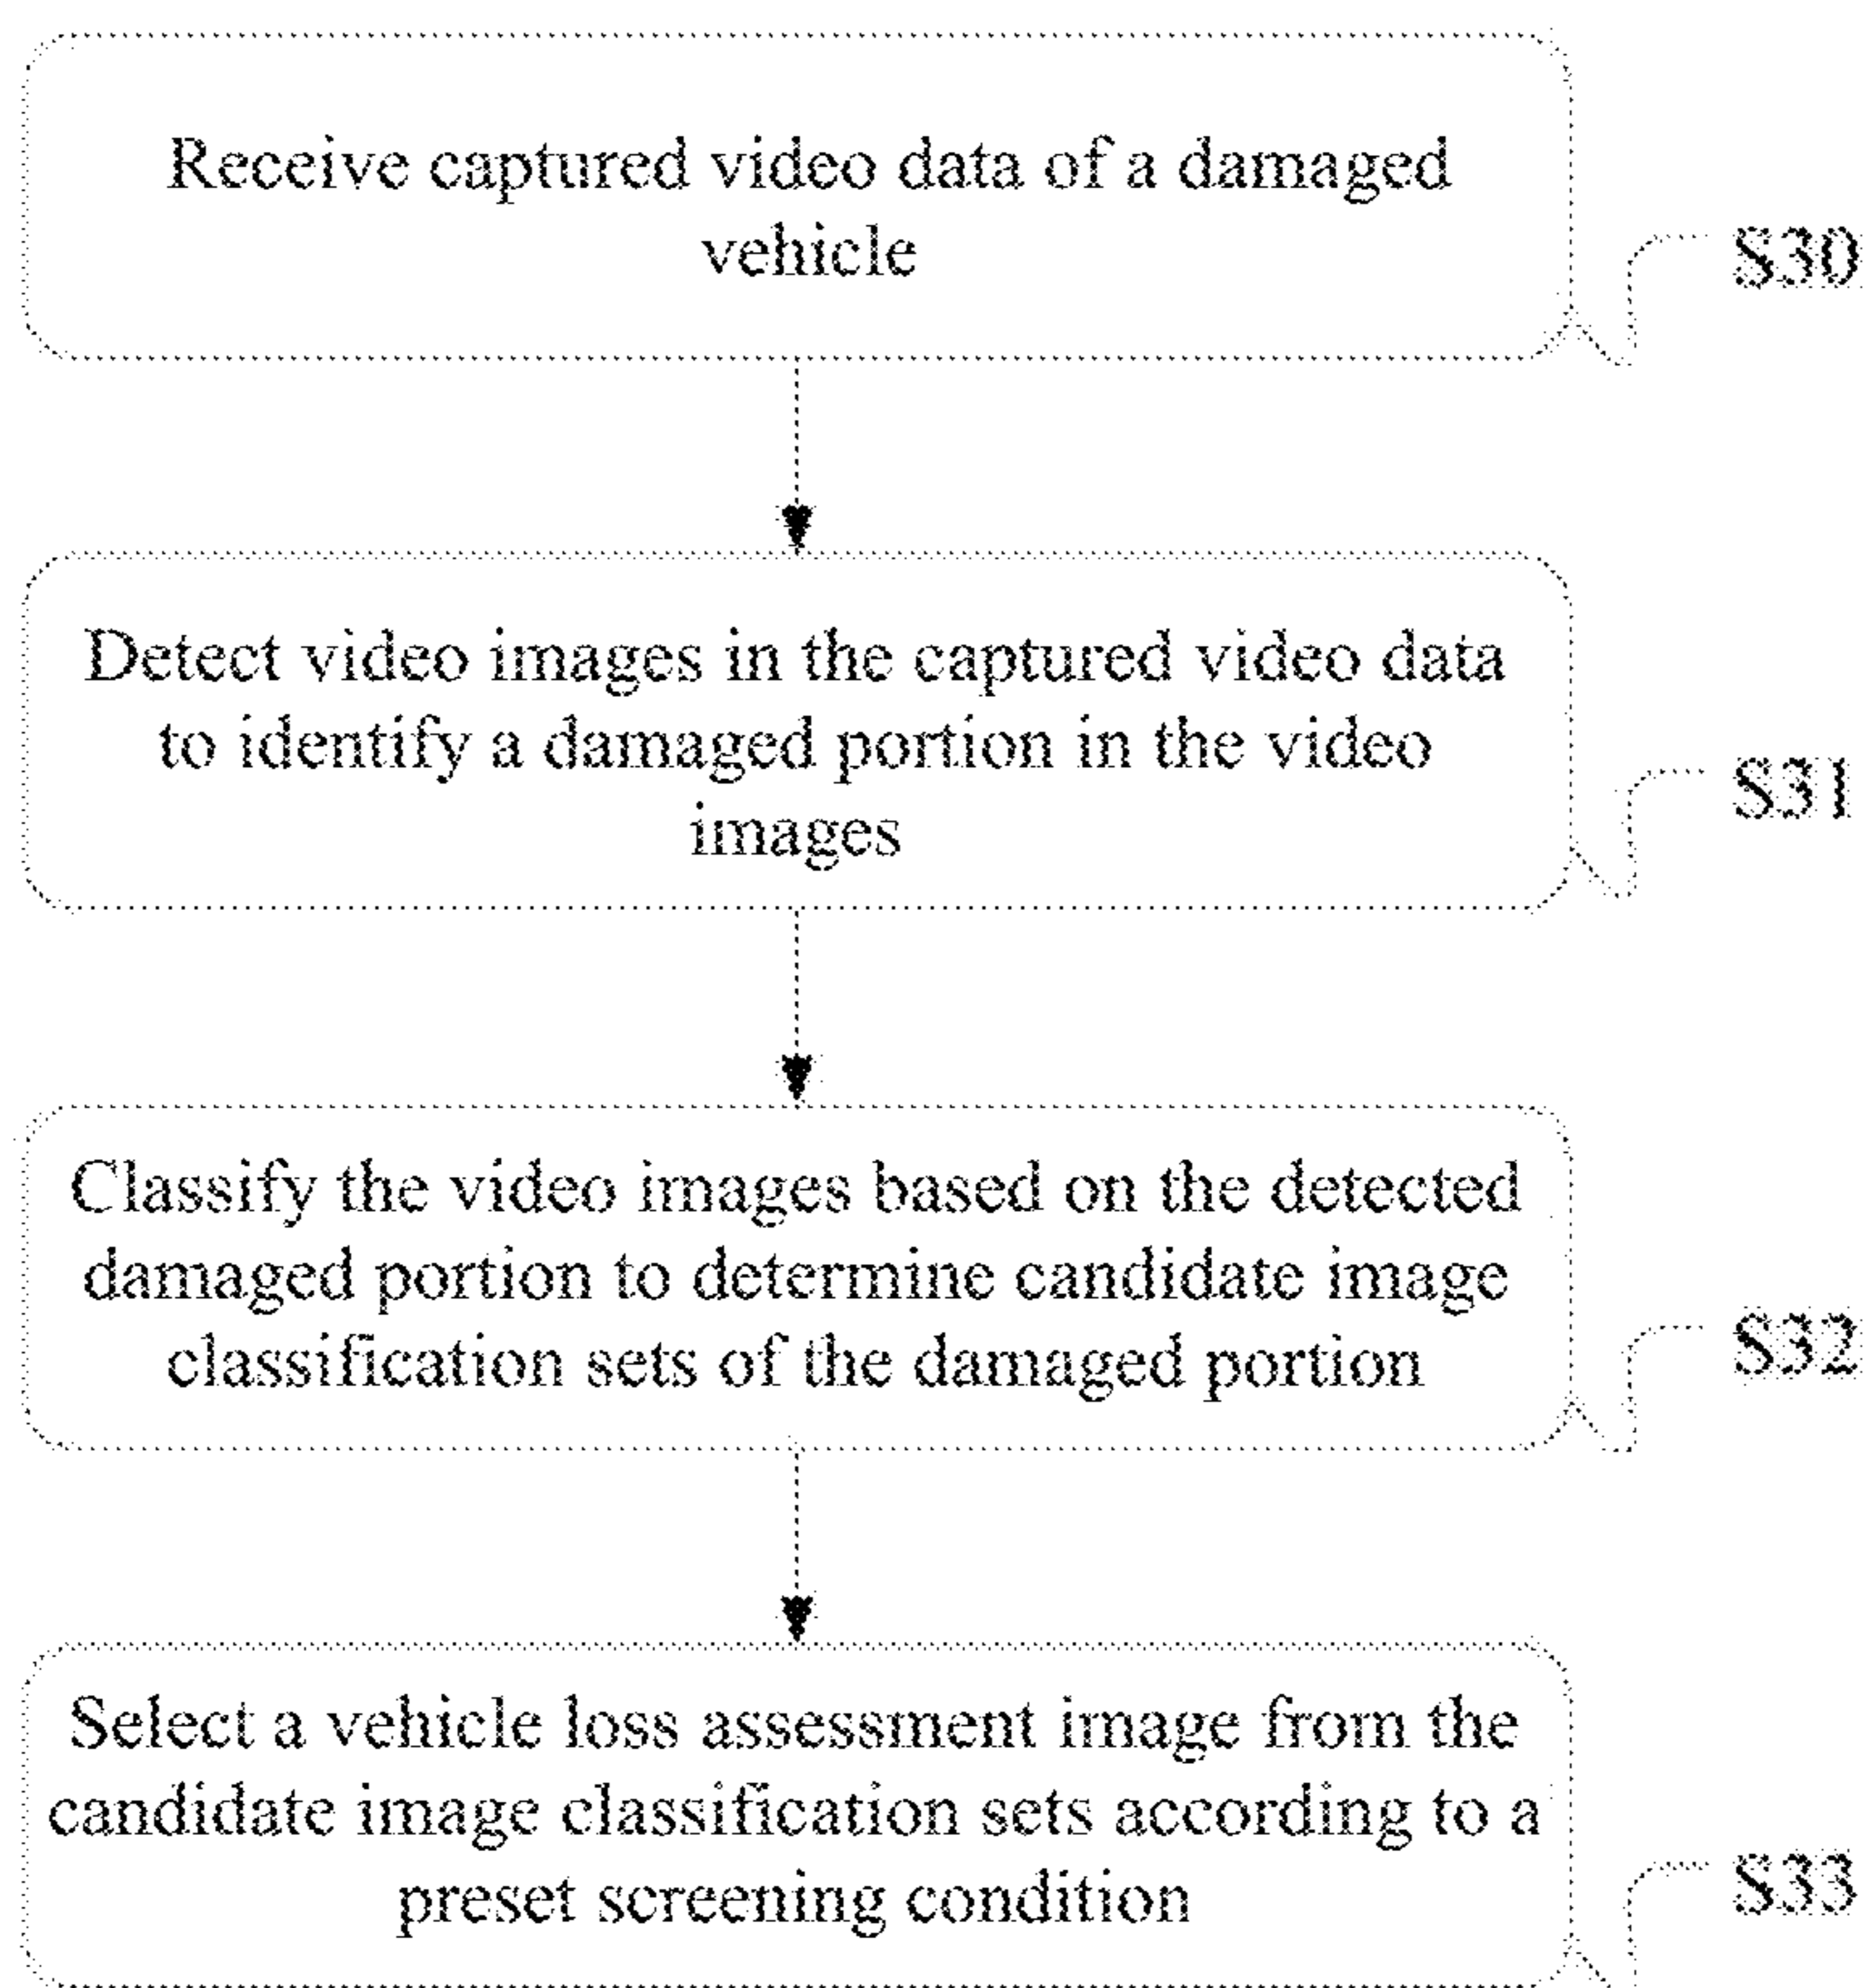 Receive captured video data of a damaged
vehicle
S30
Detect video images in the captured video data
to identify a damaged portion in the video
images
S31
Classify the video images based on the detected
damaged portion to determine candidate image
classification sets of the damaged portion
S32
Select a vehicle loss assessment image from the
candidate image classification sets according to a
preset screening condition
S33